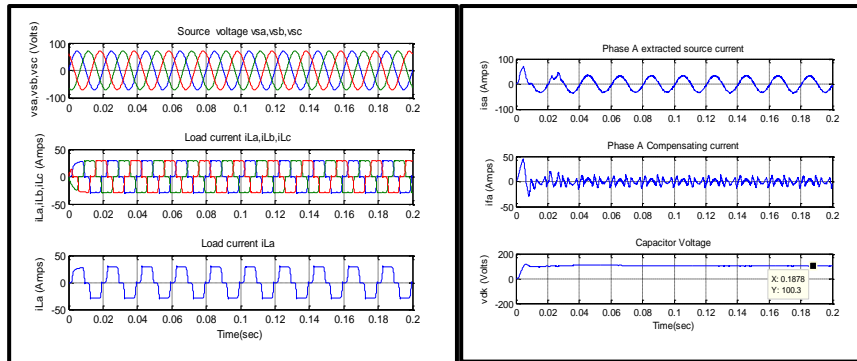 Source voltage vsa,vsb,vsc
vsa,vsb,vsc (Volts)
100
0
-100
0 0.02 0.04 0.06 0.08 0.1 0.12 0.14 0.16 0.18 0.2
Load current iLa,iLb,iLc
iLa,iLb,iLc (Amps)
50
0
-50
0 0.02 0.04 0.06 0.08 0.1 0.12 0.14 0.16 0.18 0.2
Load current iLa
iLa (Amps)
50
0
-50
0 0.02 0.04 0.06 0.08 0.1 0.12 0.14 0.16 0.18 0.2
Time(sec)
Phase A extracted source current
isa (Amps)
100
0
-100
0 0.02 0.04 0.06 0.08 0.1 0.12 0.14 0.16 0.18 0.2
Phase A Compensating current
ifa (Amps)
50
0
-50
0 0.02 0.04 0.06 0.08 0.1 0.12 0.14 0.16 0.18 0.2
Capacitor Voltage
vdk (Volts)
200
0
-200
X: 0.1878
Y: 100.3
0 0.02 0.04 0.06 0.08 0.1 0.12 0.14 0.16 0.18 0.2
Time(sec)